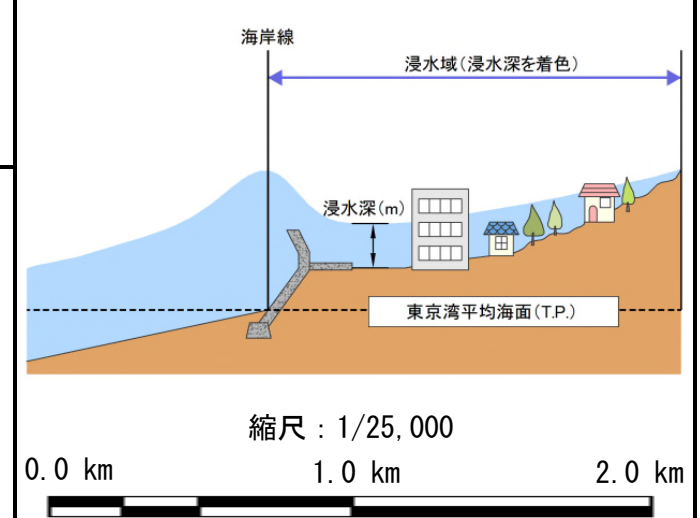 海岸線
浸水域(浸水深を着色)
浸水深(m)
東京湾平均海面(T.P.)
縮尺：1/25,000
0.0 km 1.0 km 2.0 km